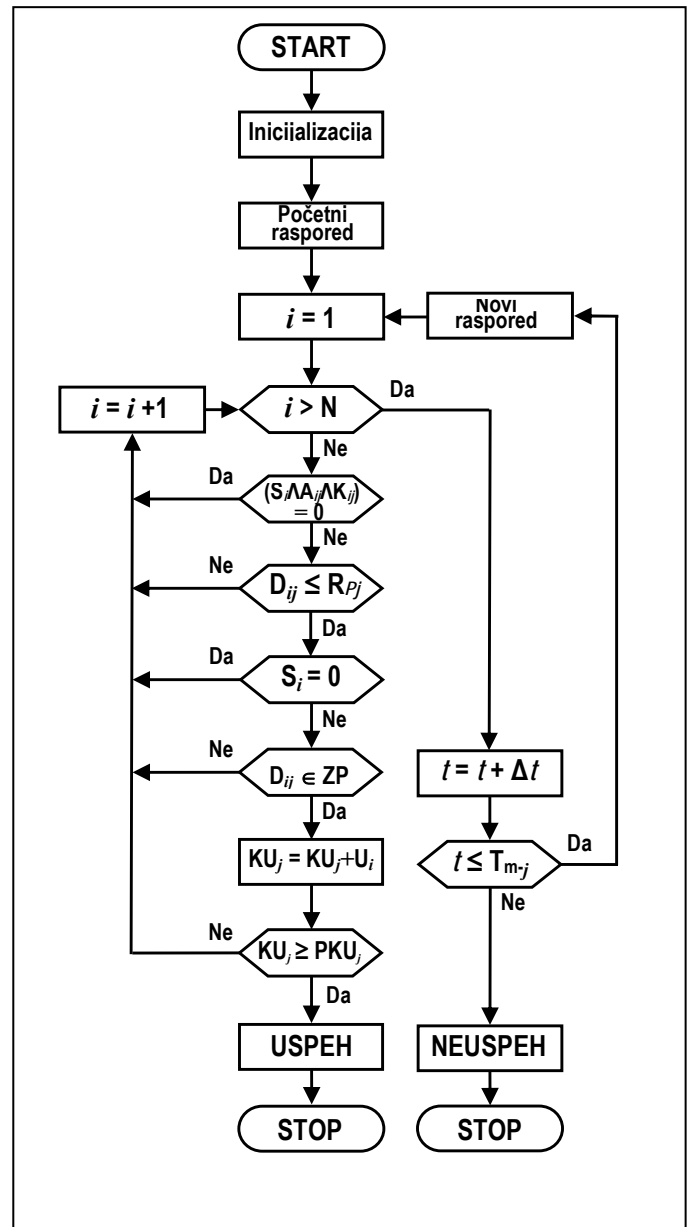 START
Inicijalizacija
Početni
raspored
i = 1
Novi
raspored
i = i +1
i > N
Da
Ne
Da
(SiΛAijΛKij)
= 0
Ne
Ne
Dij ≤ RPj
Da
Da
Si = 0
Ne
Ne
Dij ∈ ZP
t = t + Δt
Da
KUj = KUj+Ui
t ≤ Tm-j
Da
Ne
Ne
KUj ≥ PKUj
Da
USPEH
NEUSPEH
STOP
STOP